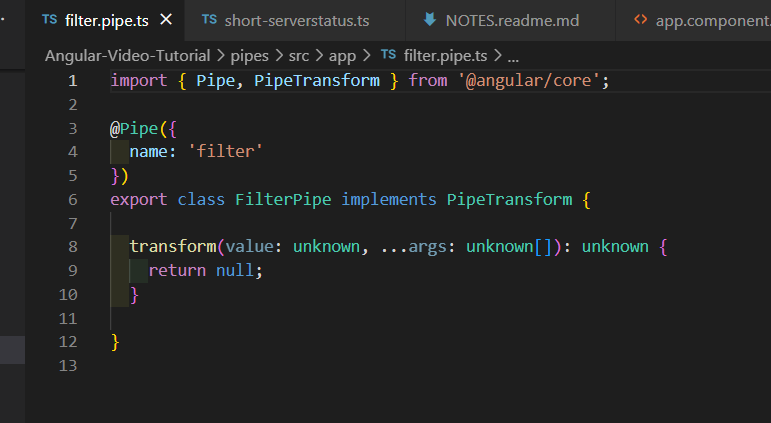 TS filter.pipe.ts × TS short-serverstatus.ts NOTES.readme.md <> app.component.
Angular-Video-Tutorial > pipes > src > app > TS filter.pipe.ts > ...
1 import { Pipe, PipeTransform } from '@angular/core';
2
3 @Pipe({
4 name: 'filter'
5 })
6 export class FilterPipe implements PipeTransform {
7
8 transform(value: unknown, ...args: unknown[]): unknown {
9 return null;
10 }
11
12 }
13